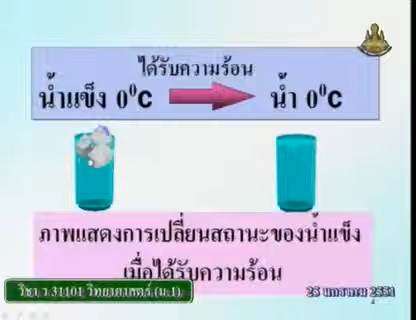 ได้รับความร้อน
น้ำแข็ง 0⁰C น้ำ 0⁰C
ภาพแสดงการเปลี่ยนสถานะของน้ำแข็ง
เมื่อได้รับความร้อน
วิชา ว 31101 วิทยาศาสตร์ (ม.1) 25 มกราคม 2551